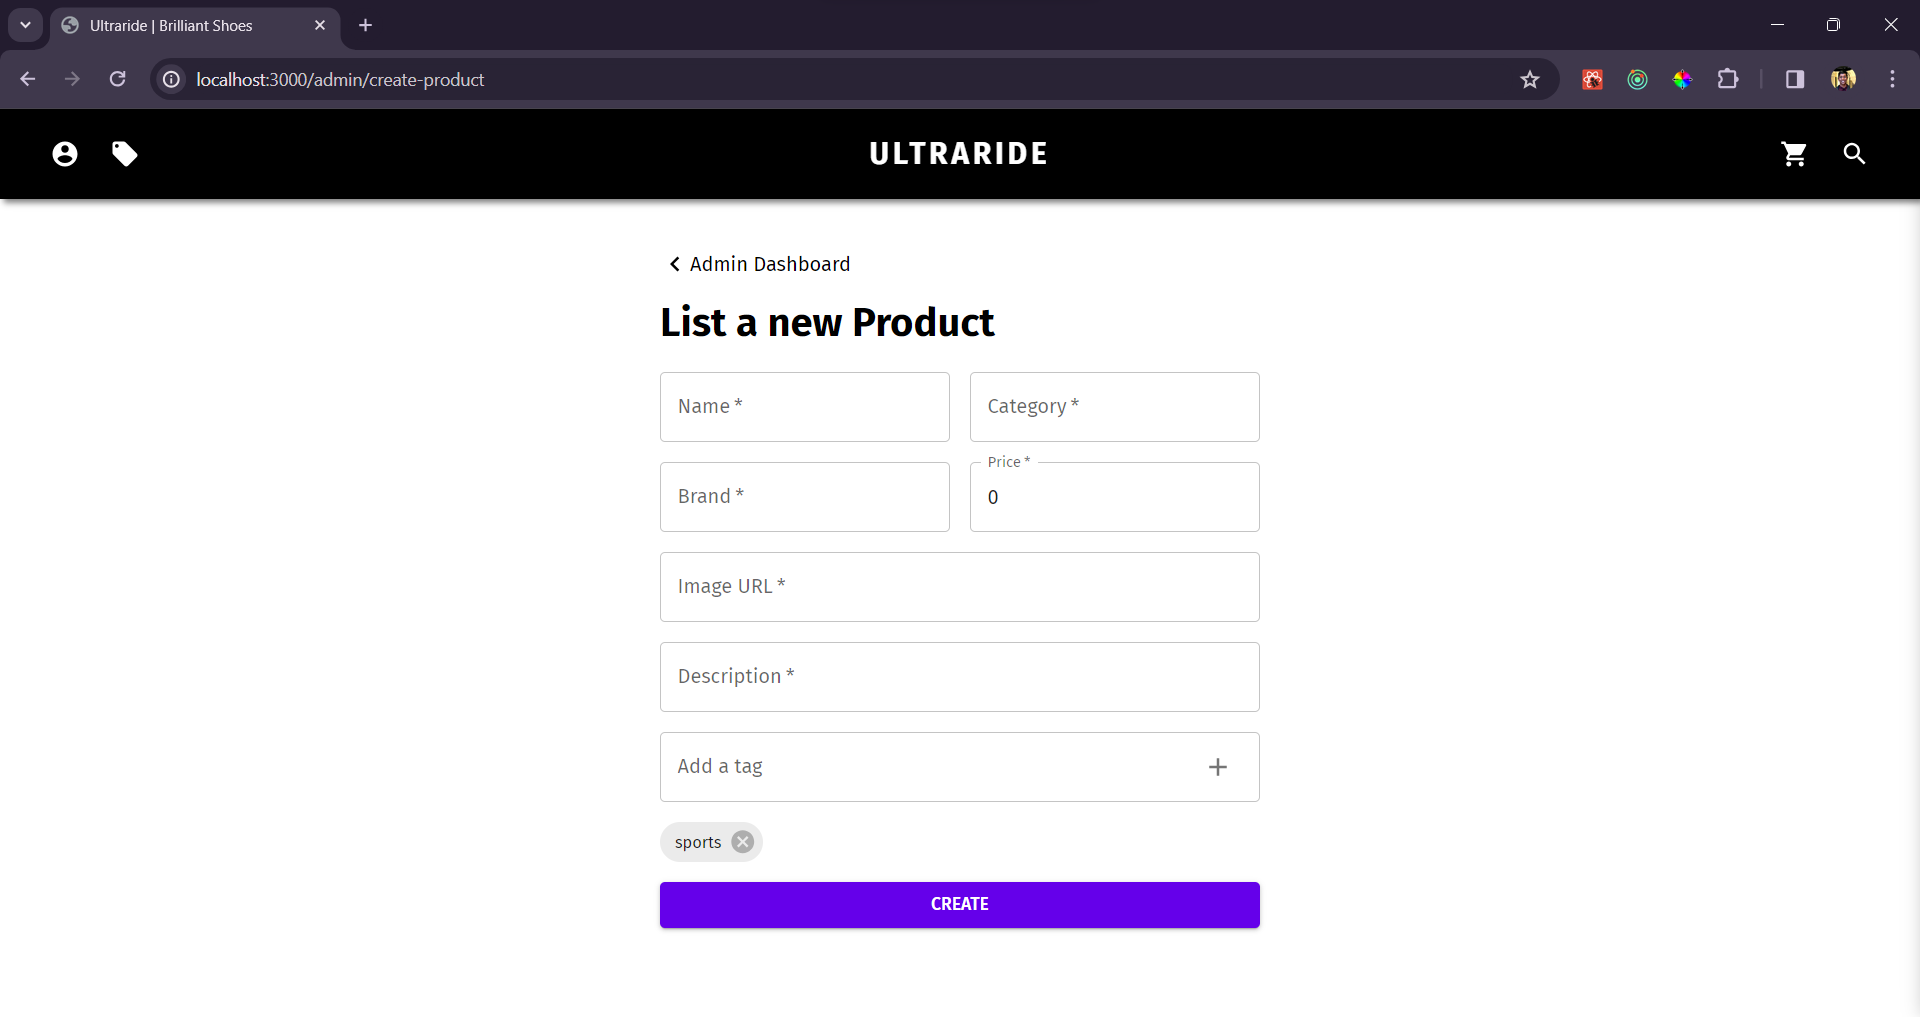 Ultraride | Brilliant Shoes
localhost:3000/admin/create-product
ULTRARIDE
Admin Dashboard
List a new Product
Name *
Category *
Brand *
Price *
0
Image URL *
Description *
Add a tag
sports
CREATE